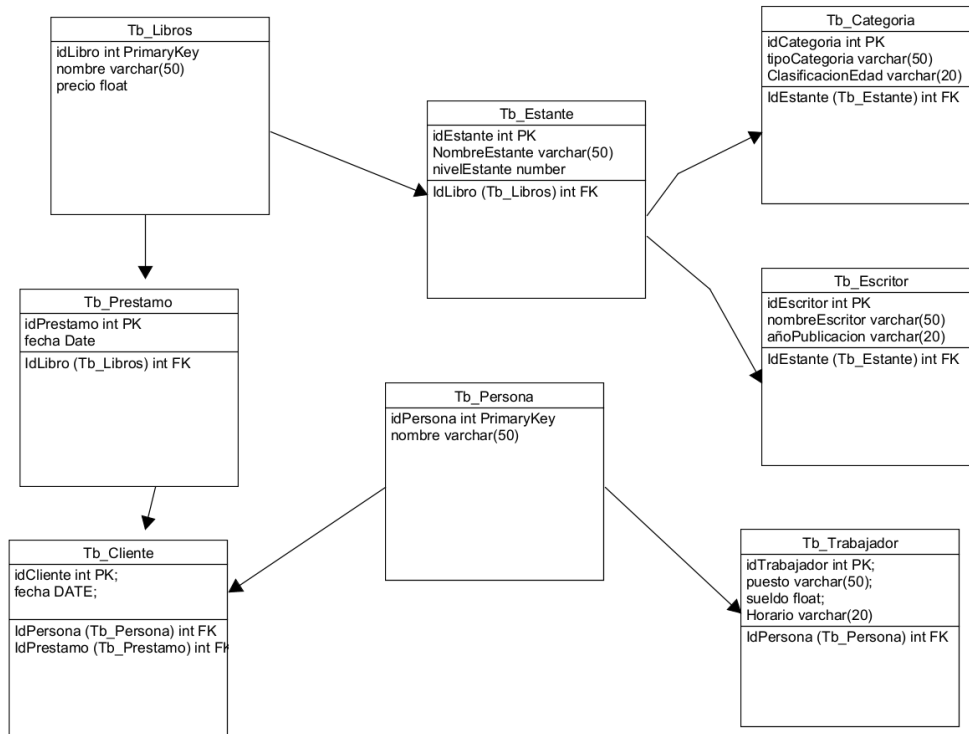 Tb_Libros
idLibro int PrimaryKey
nombre varchar(50)
precio float
Tb_Categoria
idCategoria int PK
tipoCategoria varchar(50)
ClasificacionEdad varchar(20)
IdEstante (Tb_Estante) int FK
Tb_Estante
idEstante int PK
NombreEstante varchar(50)
nivelEstante number
IdLibro (Tb_Libros) int FK
Tb_Prestamo
idPrestamo int PK
fecha Date
IdLibro (Tb_Libros) int FK
Tb_Escritor
idEscritor int PK
nombreEscritor varchar(50)
añoPublicacion varchar(20)
IdEstante (Tb_Estante) int FK
Tb_Persona
idPersona int PrimaryKey
nombre varchar(50)
Tb_Cliente
idCliente int PK;
fecha DATE;
IdPersona (Tb_Persona) int FK
IdPrestamo (Tb_Prestamo) int FK
Tb_Trabajador
idTrabajador int PK;
puesto varchar(50);
sueldo float;
Horario varchar(20)
IdPersona (Tb_Persona) int FK